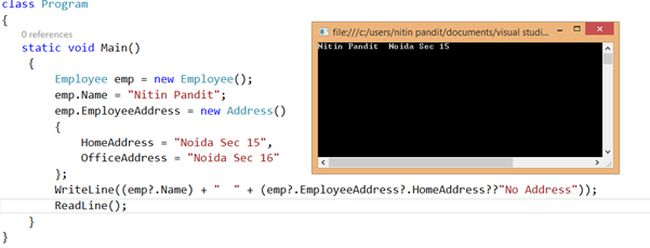 class Program
{
0 references
static void Main()
{
Employee emp = new Employee();
emp.Name = "Nitin Pandit";
emp.EmployeeAddress = new Address()
{
HomeAddress = "Noida Sec 15",
OfficeAddress = "Noida Sec 16"
};
WriteLine((emp?.Name) + "  " + (emp?.EmployeeAddress?.HomeAddress??"No Address"));
ReadLine();
}
}
file:///c:/users/nitin pandit/documents/visual studi...
Nitin Pandit  Noida Sec 15